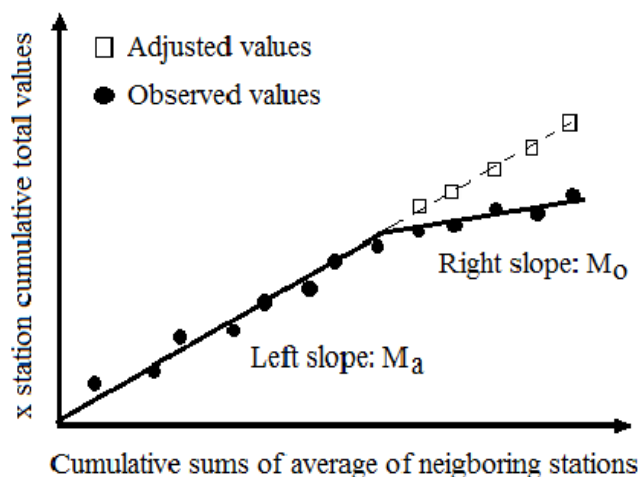 Adjusted values
Observed values
x station cumulative total values
Right slope: Mo
Left slope: Ma
Cumulative sums of average of neigboring stations